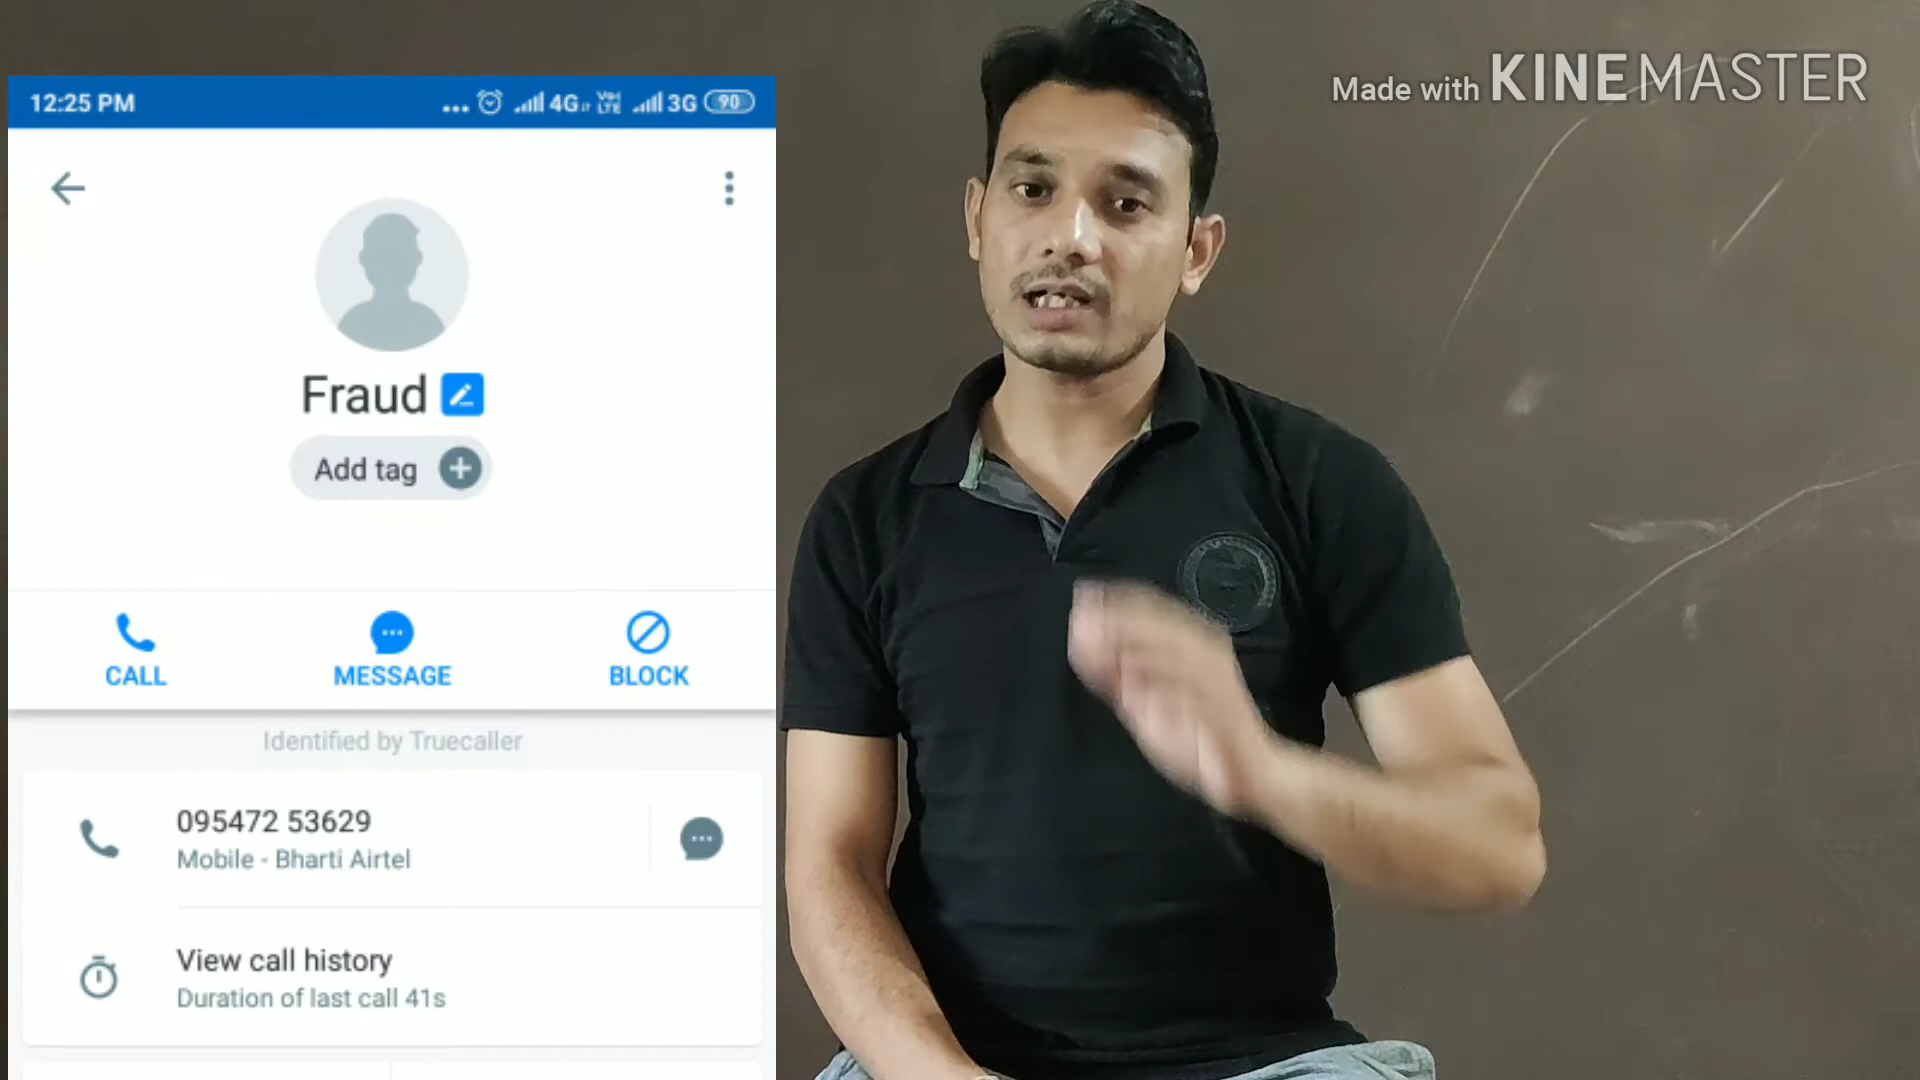 Made with KINEMASTER
12:25 PM
4G VoLTE 3G 90
Fraud
Add tag
CALL
MESSAGE
BLOCK
Identified by Truecaller
095472 53629
Mobile - Bharti Airtel
View call history
Duration of last call 41s